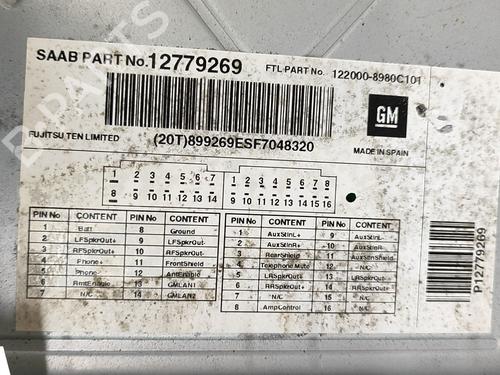 SAAB PART No. 12779269
FTL-PART No. 122000-8980C101
GM
FUJITSU TEN LIMITED
(20T)899269ESF7048320
MADE IN SPAIN
1 2 3 4 5 6 7
8 9 10 11 12 13 14
1 2 3 4 5 6 7 8
9 10 11 12 13 14 15 16
PIN No CONTENT PIN No CONTENT
1 Batt 8 Ground
2 LFSpkrOut+ 9 LFSpkrOut-
3 RFSpkrOut+ 10 RFSpkrOut-
4 Phone+ 11 FrontShield
5 Phone- 12 AntEnable
6 RmtEnable 13 GMLAN1
7 N/C 14 GMLAN2
PIN No CONTENT PIN No CONTENT
1 AuxStInL+ 9
2 10
3 RearShield 11
4 Telephone Mute 12 N/C
5 LRSpkrOut+ 13 LRSpkrOut-
6 RRSpkrOut+ 14 RRSpkrOut-
7 N/C 15 N/C
8 AmpControl 16 N/C
P12779269